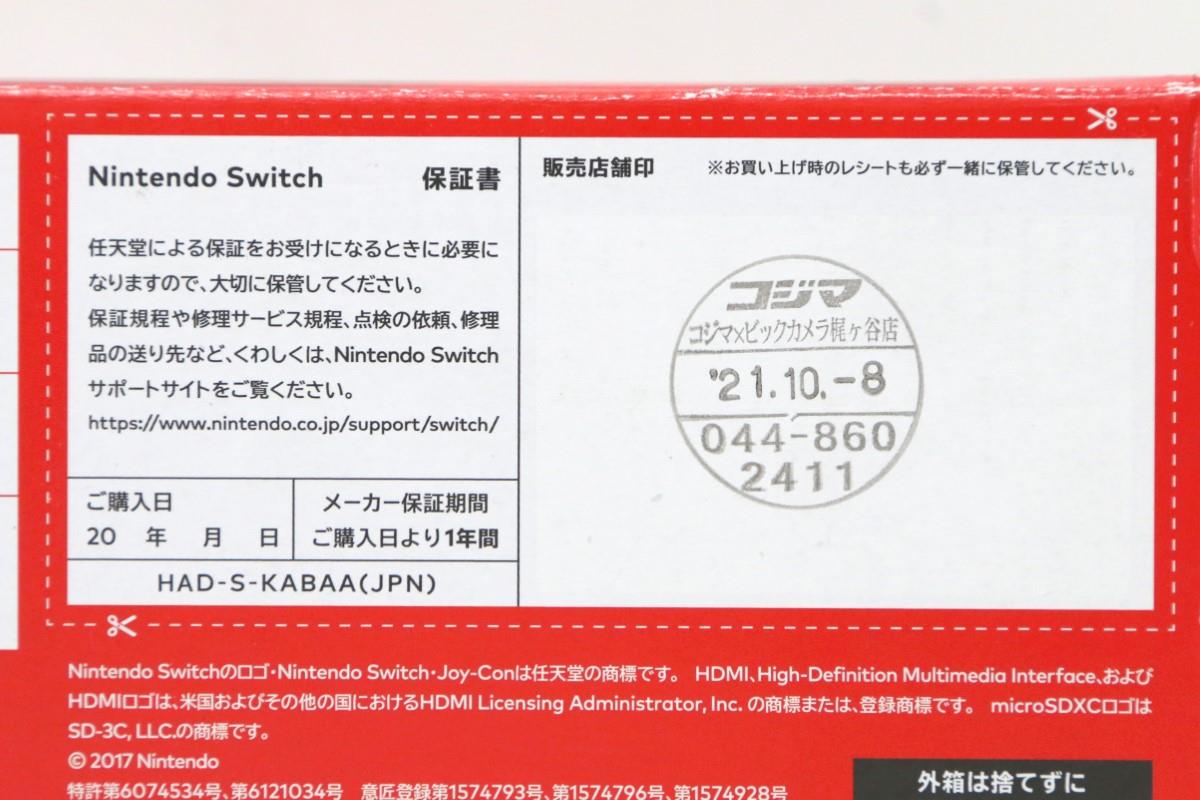 Nintendo Switch 保証書
任天堂による保証をお受けになるときに必要に
なりますので、大切に保管してください。
保証規程や修理サービス規程、点検の依頼、修理
品の送り先など、くわしくは、Nintendo Switch
サポートサイトをご覧ください。
https://www.nintendo.co.jp/support/switch/
ご購入日
20 年 月 日
メーカー保証期間
ご購入日より1年間
HAD-S-KABAA(JPN)
販売店舗印 ※お買い上げ時のレシートも必ず一緒に保管してください。
コジマ
コジマ×ビックカメラ梶ヶ谷店
'21.10.-8
044-860
2411
Nintendo Switchのロゴ・Nintendo Switch・Joy-Conは任天堂の商標です。 HDMI、High-Definition Multimedia Interface、および
HDMIロゴは、米国およびその他の国におけるHDMI Licensing Administrator, Inc. の商標または、登録商標です。 microSDXCロゴは
SD-3C, LLC.の商標です。
© 2017 Nintendo
特許第6074534号、第6121034号 意匠登録第1574793号、第1574796号、第1574928号
外箱は捨てずに